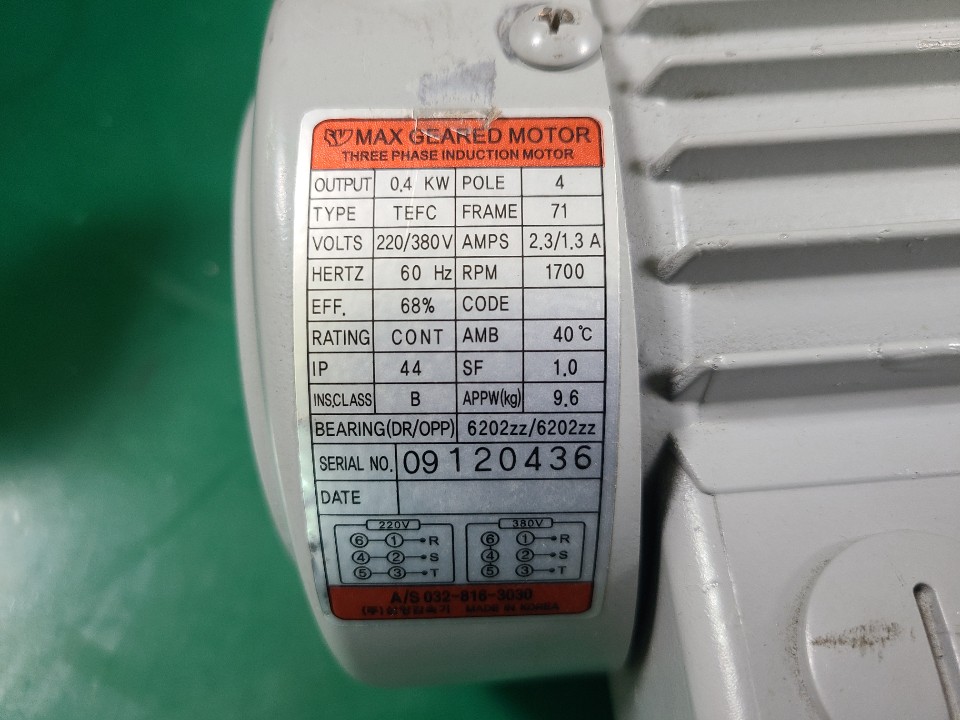 MAX GEARED MOTOR
THREE PHASE INDUCTION MOTOR
OUTPUT 0.4 KW POLE 4
TYPE TEFC FRAME 71
VOLTS 220/380V AMPS 2.3/1.3 A
HERTZ 60 Hz RPM 1700
EFF. 68% CODE
RATING CONT AMB 40℃
IP 44 SF 1.0
INS.CLASS B APPW(kg) 9.6
BEARING(DR/OPP) 6202zz/6202zz
SERIAL NO. 09120436
DATE
220V 380V
6 1 R 6 1 R
4 2 S 4 2 S
5 3 T 5 3 T
A/S 032-816-3030
MADE IN KOREA